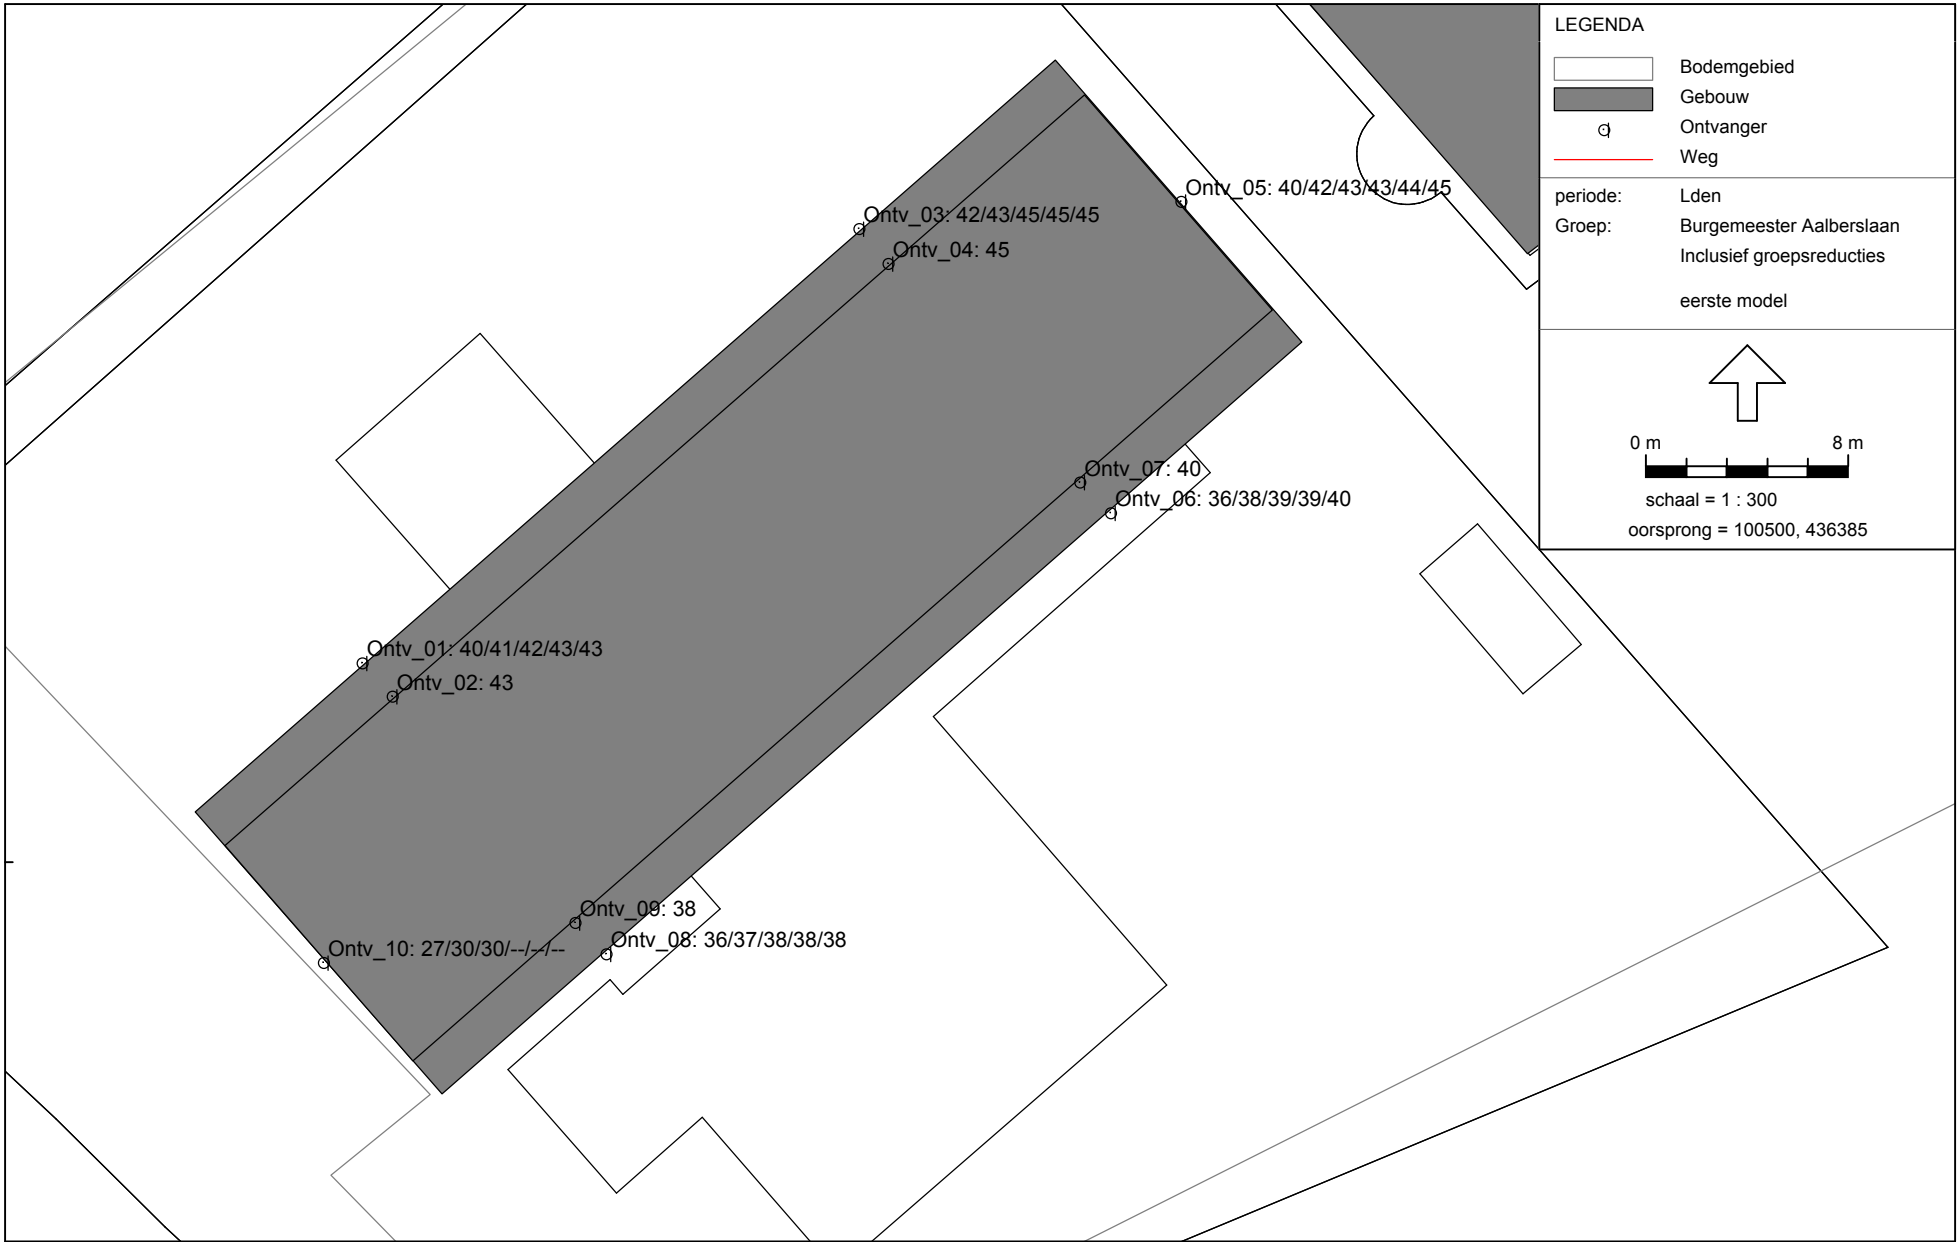 LEGENDA
Bodemgebied
Gebouw
Ontvanger
Weg
periode: Lden
Groep: Burgemeester Aalberslaan
Inclusief groepsreducties
eerste model
0 m 8 m
schaal = 1 : 300
oorsprong = 100500, 436385
Ontv_05: 40/42/43/43/44/45
Ontv_03: 42/43/45/45/45
Ontv_04: 45
Ontv_07: 40
Ontv_06: 36/38/39/39/40
Ontv_01: 40/41/42/43/43
Ontv_02: 43
Ontv_09: 38
Ontv_08: 36/37/38/38/38
Ontv_10: 27/30/30/--/--/--